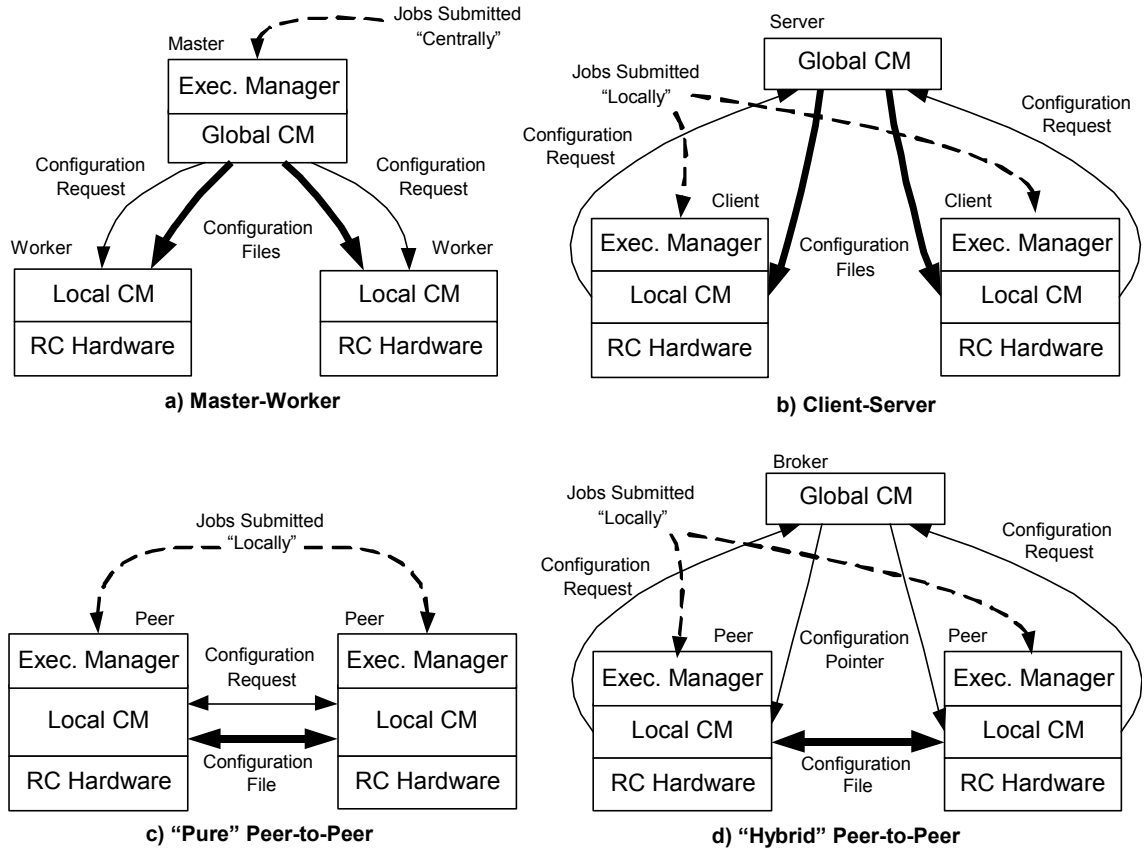 Jobs Submitted
“Centrally”
Master
Exec. Manager
Global CM
Configuration
Request
Configuration
Request
Configuration
Files
Worker
Worker
Local CM
RC Hardware
Local CM
RC Hardware
a) Master-Worker
Server
Global CM
Jobs Submitted
“Locally”
Configuration
Request
Configuration
Request
Client
Client
Exec. Manager
Local CM
RC Hardware
Configuration
Files
Exec. Manager
Local CM
RC Hardware
b) Client-Server
Jobs Submitted
“Locally”
Peer
Peer
Exec. Manager
Local CM
RC Hardware
Configuration
Request
Configuration
File
Exec. Manager
Local CM
RC Hardware
c) “Pure” Peer-to-Peer
Broker
Global CM
Jobs Submitted
“Locally”
Configuration
Request
Configuration
Request
Peer
Peer
Exec. Manager
Local CM
RC Hardware
Configuration
Pointer
Configuration
File
Exec. Manager
Local CM
RC Hardware
d) “Hybrid” Peer-to-Peer